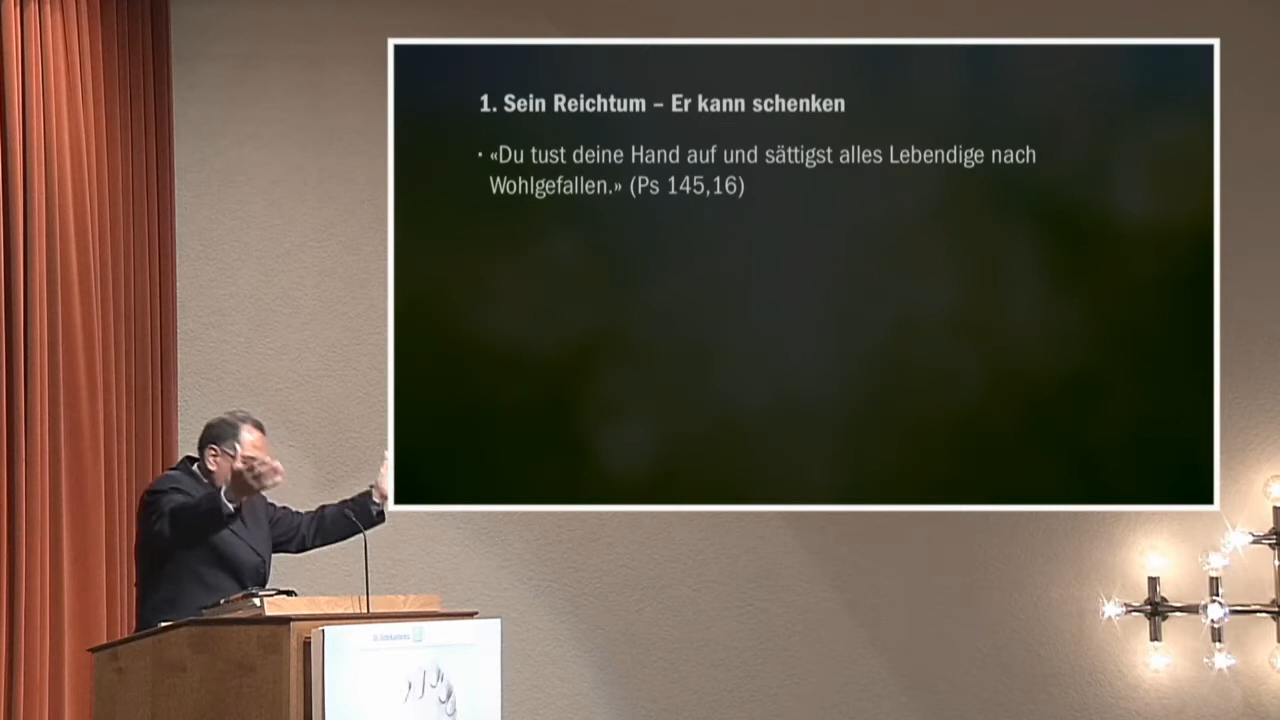 1. Sein Reichtum – Er kann schenken
· «Du tust deine Hand auf und sättigst alles Lebendige nach
Wohlgefallen.» (Ps 145,16)